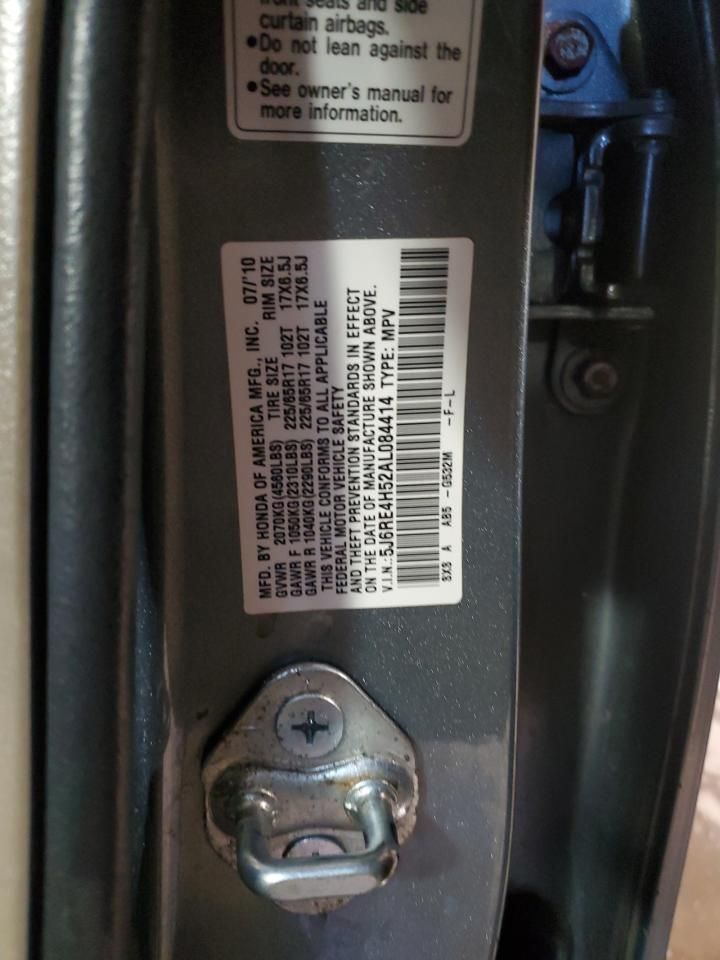 front seats and side
curtain airbags.
●Do not lean against the
door.
●See owner's manual for
more information.
MFD. BY HONDA OF AMERICA MFG., INC. 07/'10
GVWR 2070KG(4560LBS) TIRE SIZE RIM SIZE
GAWR F 1050KG(2310LBS) 225/65R17 102T 17X6.5J
GAWR R 1040KG(2290LBS) 225/65R17 102T 17X6.5J
THIS VEHICLE CONFORMS TO ALL APPLICABLE
FEDERAL MOTOR VEHICLE SAFETY
AND THEFT PREVENTION STANDARDS IN EFFECT
ON THE DATE OF MANUFACTURE SHOWN ABOVE.
V.I.N.:5J6RE4H52AL084414 TYPE: MPV
8X8 A AB5 -G532M -F-L